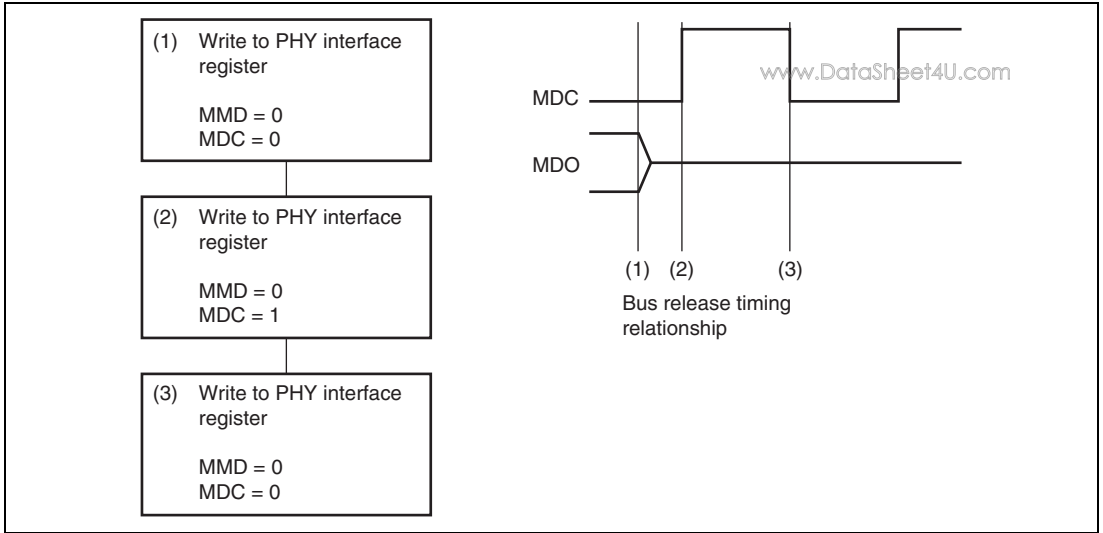 (1) Write to PHY interface
register
MMD = 0
MDC = 0
(2) Write to PHY interface
register
MMD = 0
MDC = 1
(3) Write to PHY interface
register
MMD = 0
MDC = 0
www.DataSheet4U.com
MDC
MDO
(1) (2) (3)
Bus release timing
relationship